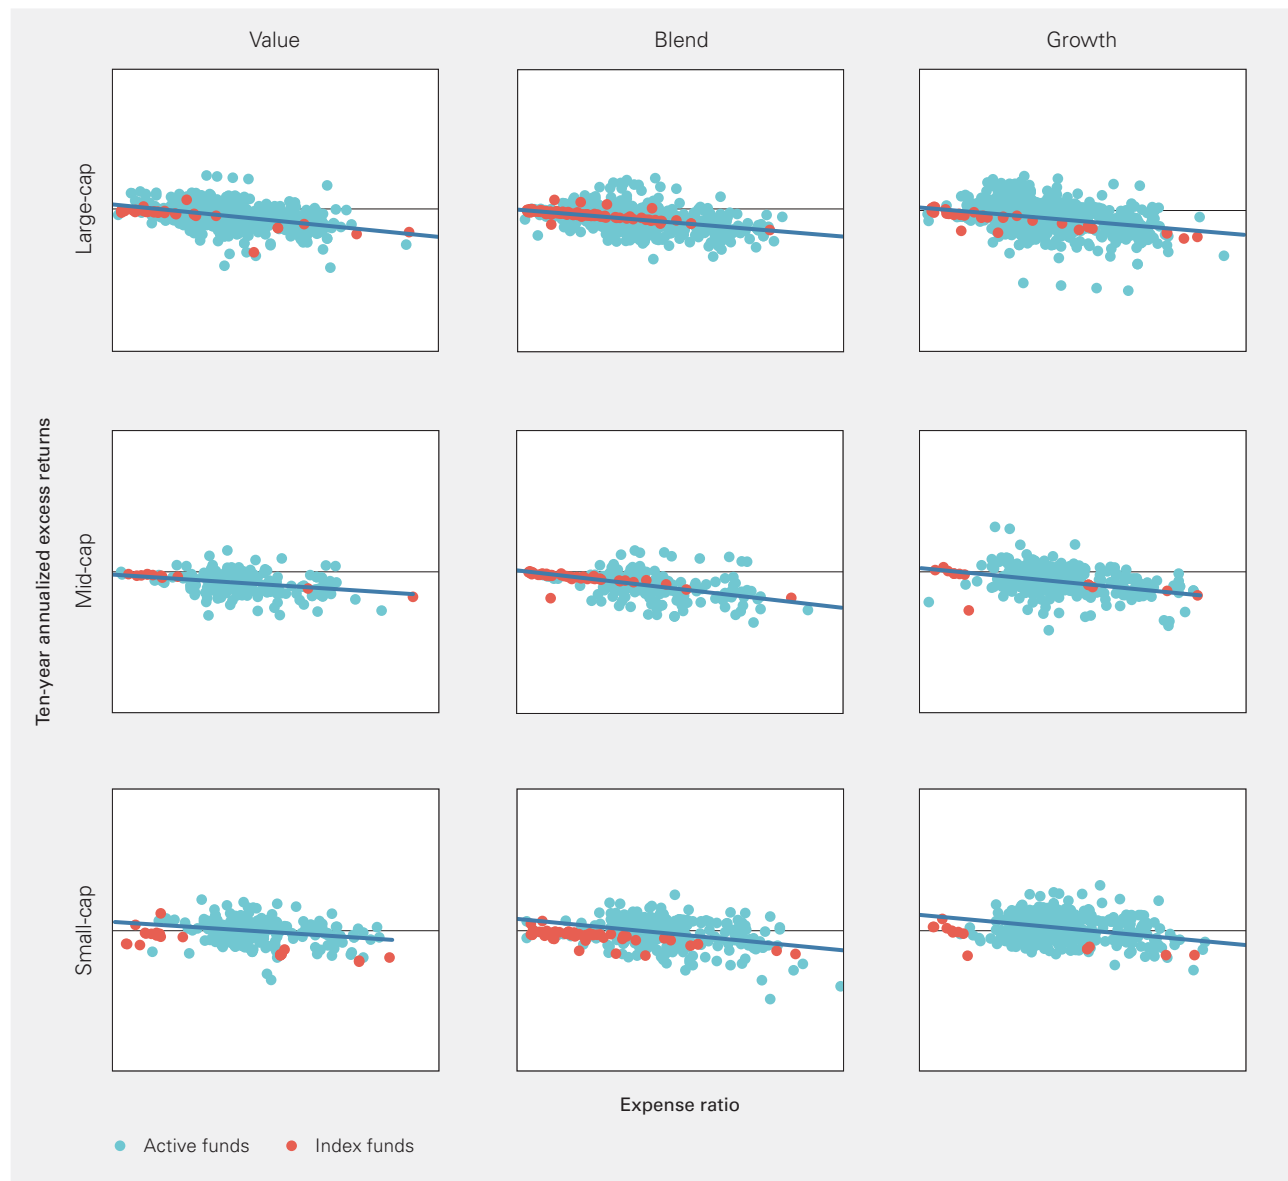 Value
Blend
Growth
Large-cap
Mid-cap
Small-cap
Ten-year annualized excess returns
Expense ratio
Active funds
Index funds